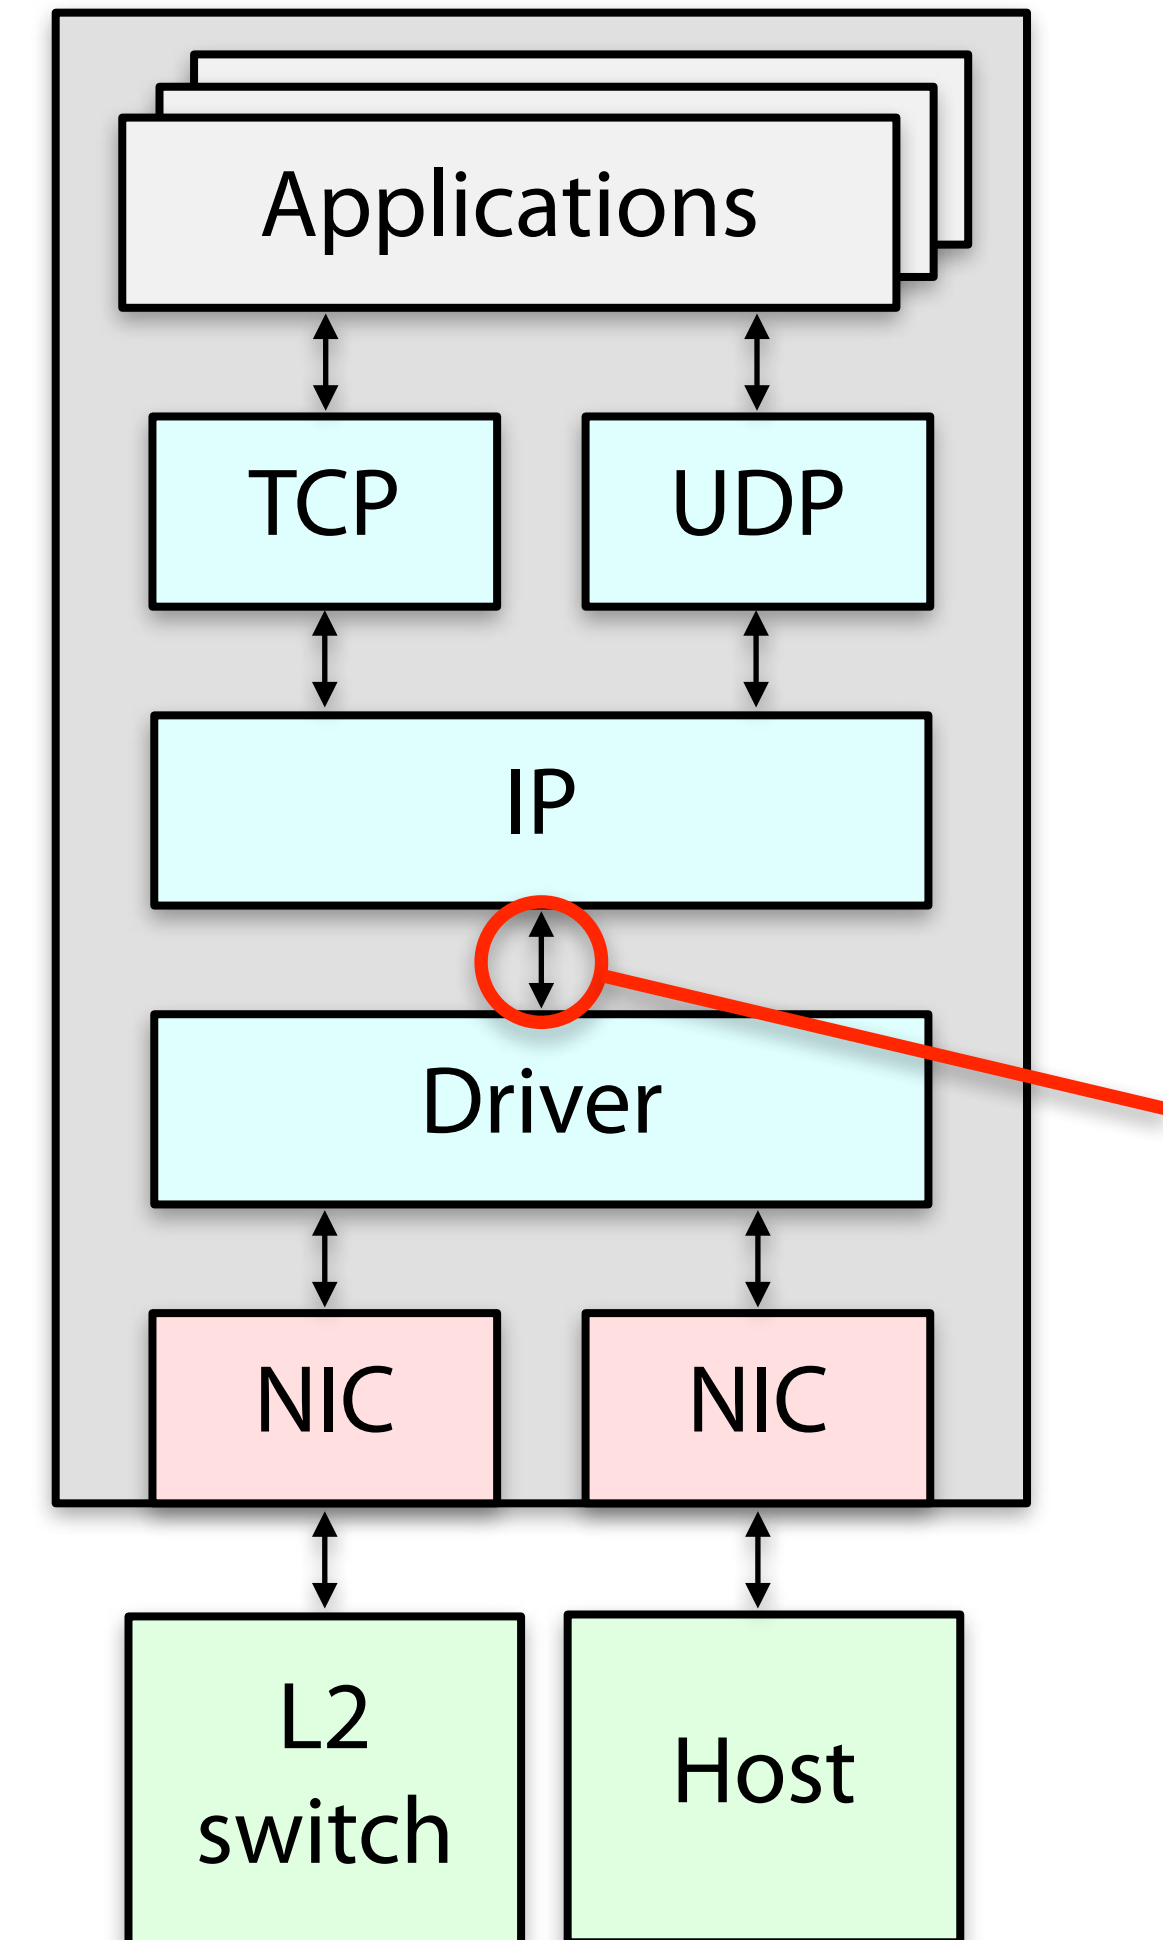 Applications
TCP
UDP
IP
Driver
NIC
NIC
L2
switch
Host